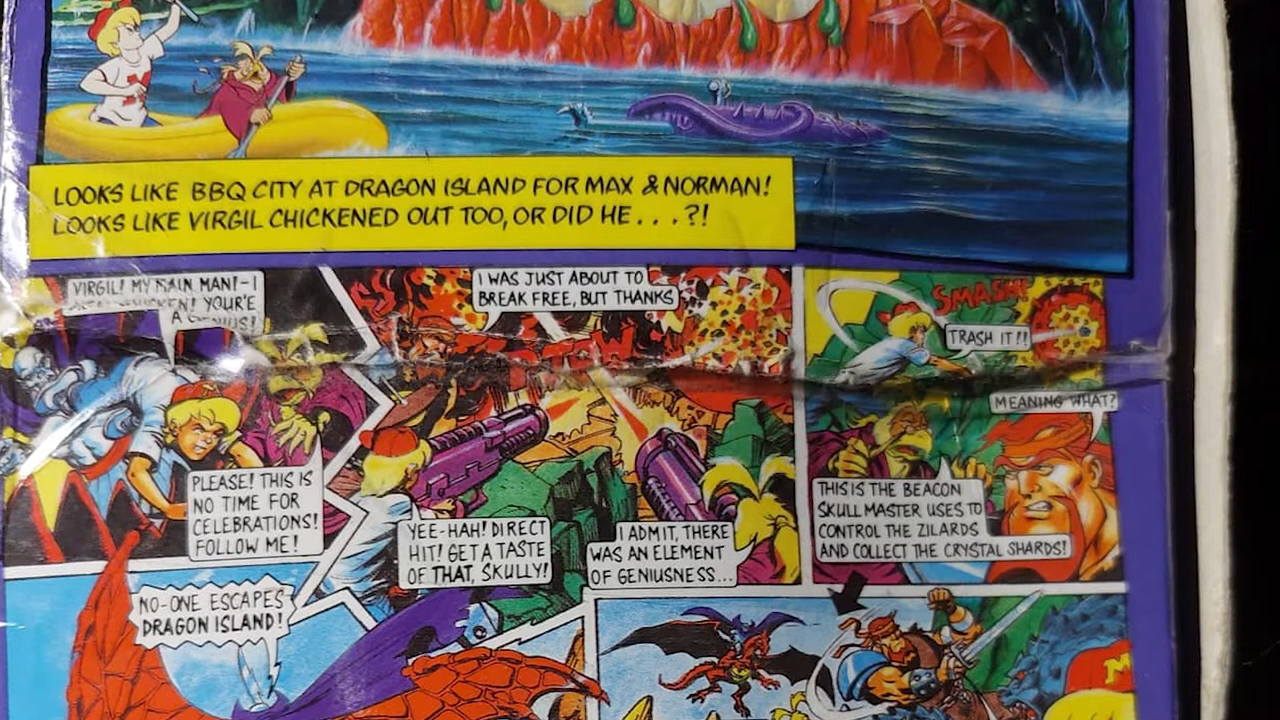 LOOKS LIKE BBQ CITY AT DRAGON ISLAND FOR MAX & NORMAN!
LOOKS LIKE VIRGIL CHICKENED OUT TOO, OR DID HE . . . ?!
VIRGIL! MY MAIN MAN!-I
CHICKEN! YOUR'E
A GENIUS!
PLEASE! THIS IS
NO TIME FOR
CELEBRATIONS!
FOLLOW ME!
I WAS JUST ABOUT TO
BREAK FREE, BUT THANKS
YEE-HAH! DIRECT
HIT! GET A TASTE
OF THAT, SKULLY!
I ADMIT, THERE
WAS AN ELEMENT
OF GENIUSNESS...
SMASH!
TRASH IT!!
MEANING WHAT?
THIS IS THE BEACON
SKULL MASTER USES TO
CONTROL THE ZILARDS
AND COLLECT THE CRYSTAL SHARDS!
NO-ONE ESCAPES
DRAGON ISLAND!
M